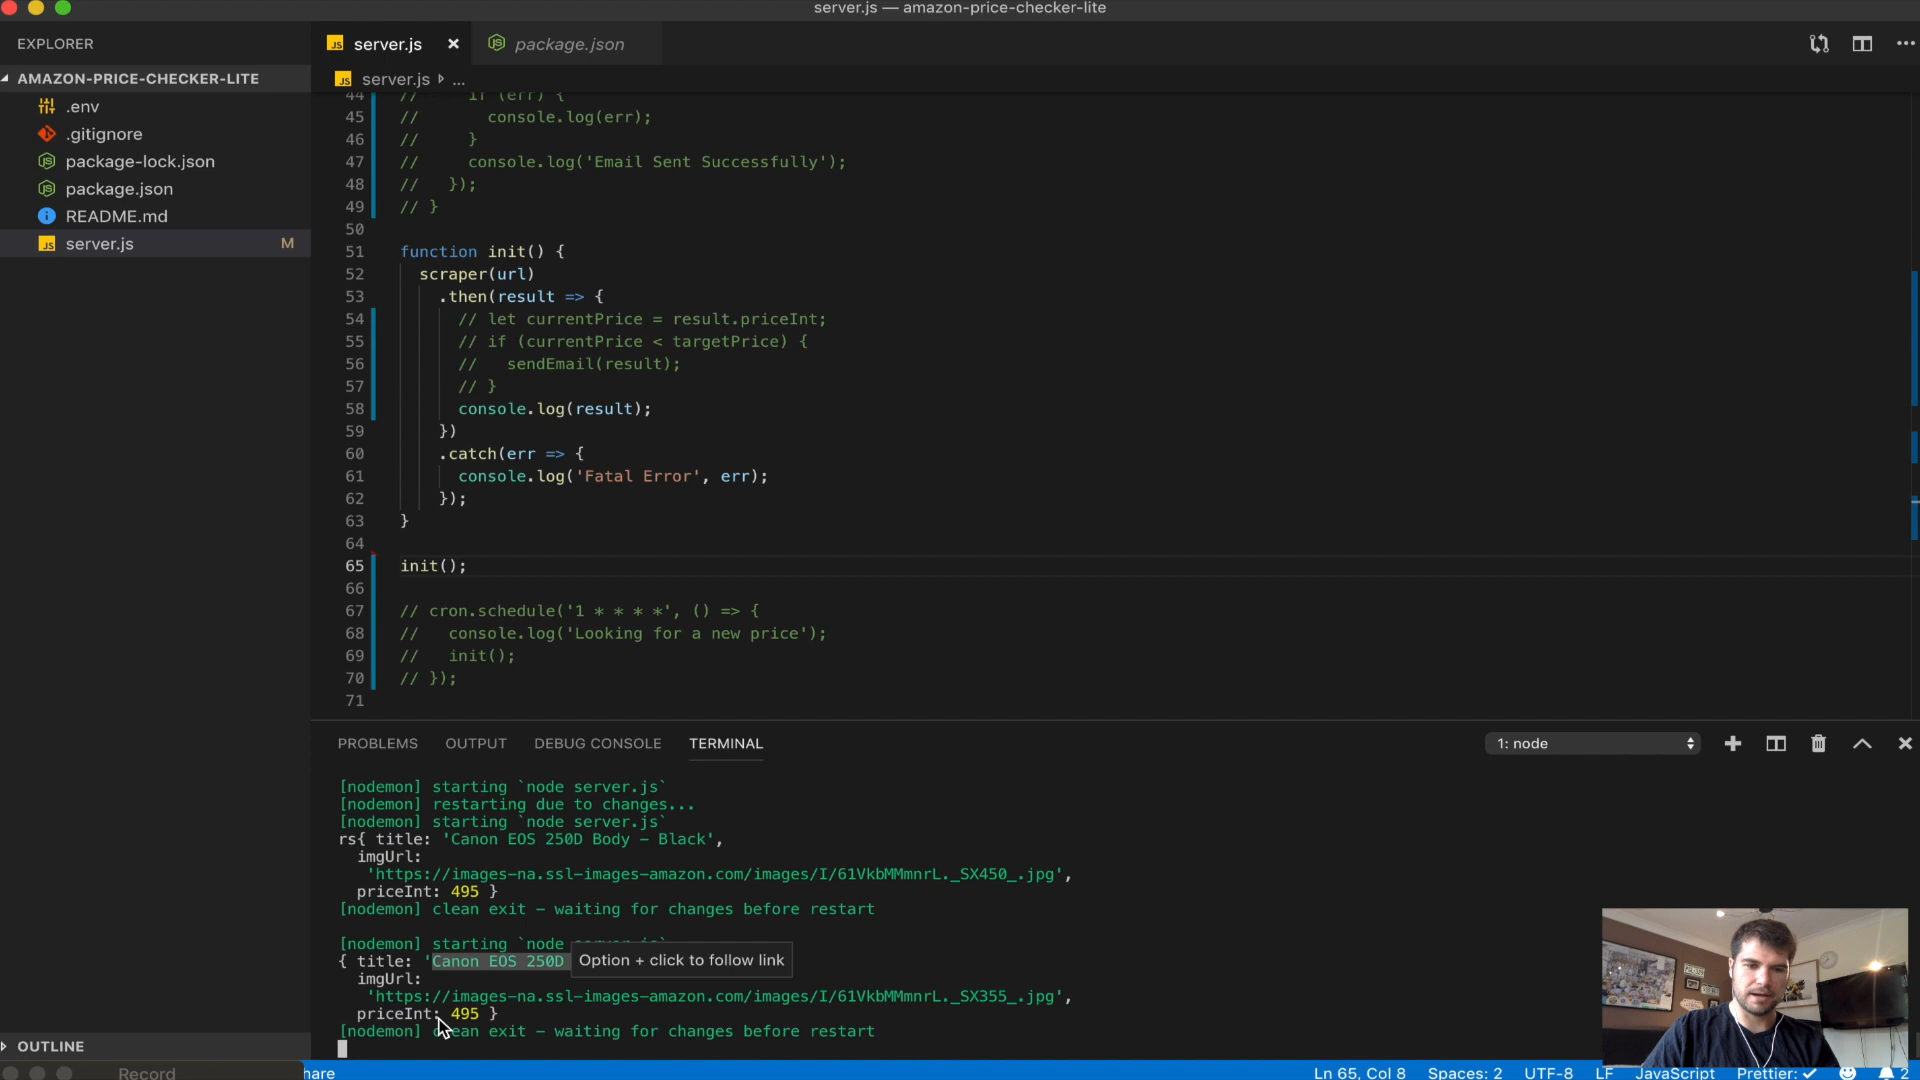 server.js — amazon-price-checker-lite
EXPLORER
server.js
package.json
AMAZON-PRICE-CHECKER-LITE
server.js ...
.env
.gitignore
package-lock.json
package.json
README.md
server.js M
44 // if (err) {
45 // console.log(err);
46 // }
47 // console.log('Email Sent Successfully');
48 // });
49 // }
50
51 function init() {
52 scraper(url)
53 .then(result => {
54 // let currentPrice = result.priceInt;
55 // if (currentPrice < targetPrice) {
56 // sendEmail(result);
57 // }
58 console.log(result);
59 })
60 .catch(err => {
61 console.log('Fatal Error', err);
62 });
63 }
64
65 init();
66
67 // cron.schedule('1 * * * *', () => {
68 // console.log('Looking for a new price');
69 // init();
70 // });
71
PROBLEMS OUTPUT DEBUG CONSOLE TERMINAL
1: node
[nodemon] starting `node server.js`
[nodemon] restarting due to changes...
[nodemon] starting `node server.js`
rs{ title: 'Canon EOS 250D Body – Black',
imgUrl:
'https://images-na.ssl-images-amazon.com/images/I/61VkbMMmnrL._SX450_.jpg',
priceInt: 495 }
[nodemon] clean exit – waiting for changes before restart
[nodemon] starting `node server.js`
{ title: 'Canon EOS 250D
Option + click to follow link
imgUrl:
'https://images-na.ssl-images-amazon.com/images/I/61VkbMMmnrL._SX355_.jpg',
priceInt: 495 }
[nodemon] clean exit – waiting for changes before restart
OUTLINE
Record
hare
Ln 65, Col 8 Spaces: 2 UTF-8 LF JavaScript Prettier: ✓ 2